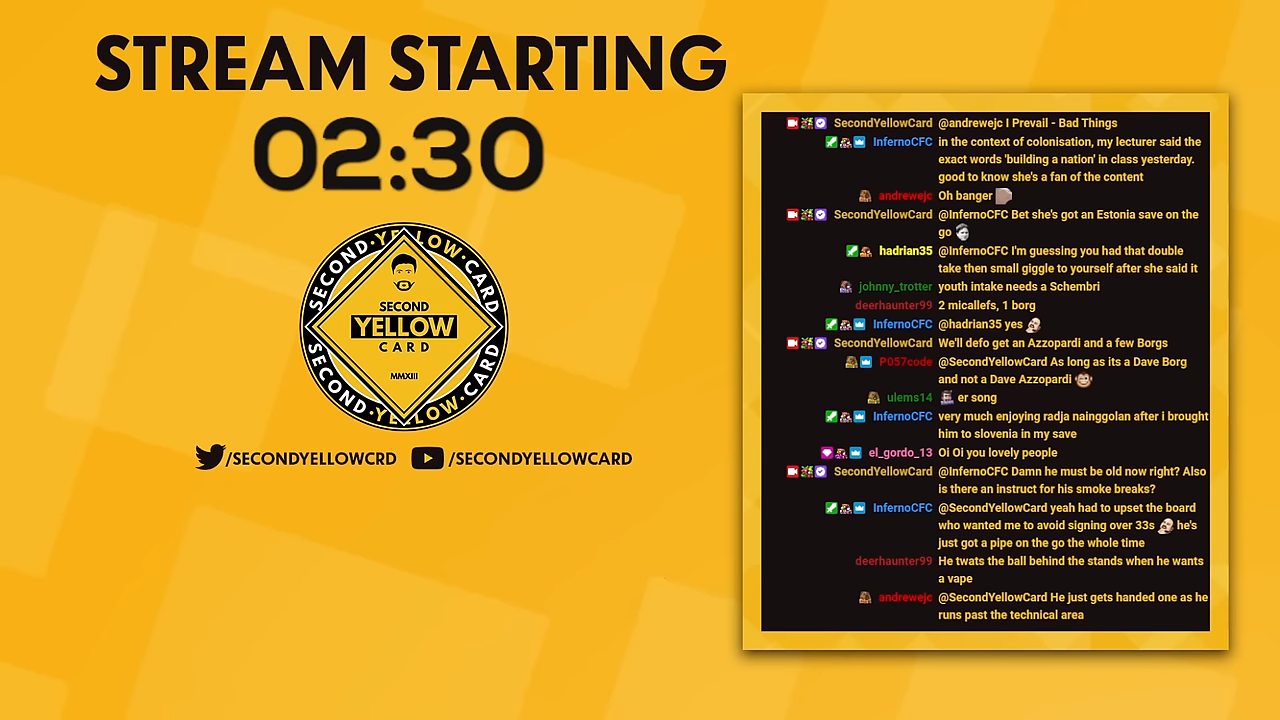 STREAM STARTING
02:30
SECOND·YELLOW·CARD
SECOND
YELLOW
CARD
MMXIII
SECOND·YELLOW·CARD
/SECONDYELLOWCRD /SECONDYELLOWCARD
SecondYellowCard @andrewejc I Prevail - Bad Things
InfernoCFC in the context of colonisation, my lecturer said the
exact words 'building a nation' in class yesterday.
good to know she's a fan of the content
andrewejc Oh banger
SecondYellowCard @InfernoCFC Bet she's got an Estonia save on the
go
hadrian35 @InfernoCFC I'm guessing you had that double
take then small giggle to yourself after she said it
johnny_trotter youth intake needs a Schembri
deerhaunter99 2 micallefs, 1 borg
InfernoCFC @hadrian35 yes
SecondYellowCard We'll defo get an Azzopardi and a few Borgs
P057code @SecondYellowCard As long as its a Dave Borg
and not a Dave Azzopardi
ulems14 er song
InfernoCFC very much enjoying radja nainggolan after i brought
him to slovenia in my save
el_gordo_13 Oi Oi you lovely people
SecondYellowCard @InfernoCFC Damn he must be old now right? Also
is there an instruct for his smoke breaks?
InfernoCFC @SecondYellowCard yeah had to upset the board
who wanted me to avoid signing over 33s he's
just got a pipe on the go the whole time
deerhaunter99 He twats the ball behind the stands when he wants
a vape
andrewejc @SecondYellowCard He just gets handed one as he
runs past the technical area